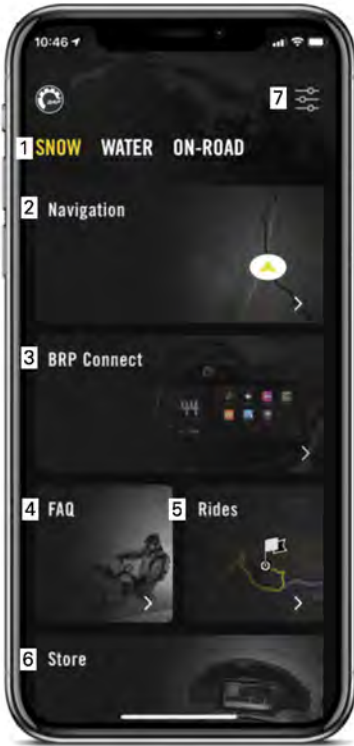 10:46
7
1 SNOW WATER ON-ROAD
2 Navigation
3 BRP Connect
44
4 FAQ
5 Rides
6 Store